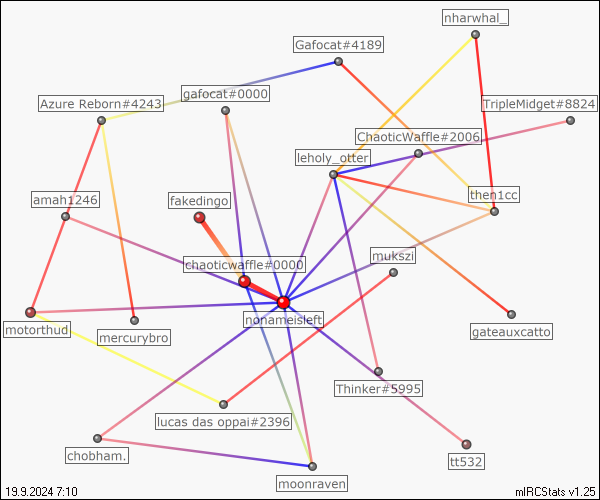 nharwhal_
Gafocat#4189
gafocat#0000
Azure Reborn#4243
TripleMidget#8824
ChaoticWaffle#2006
leholy_otter
amah1246
fakedingo
then1cc
mukszi
chaoticwaffle#0000
nonameisleft
motorthud
mercurybro
gateauxcatto
Thinker#5995
lucas das oppai#2396
chobham.
tt532
moonraven
19.9.2024 7:10
mIRCStats v1.25